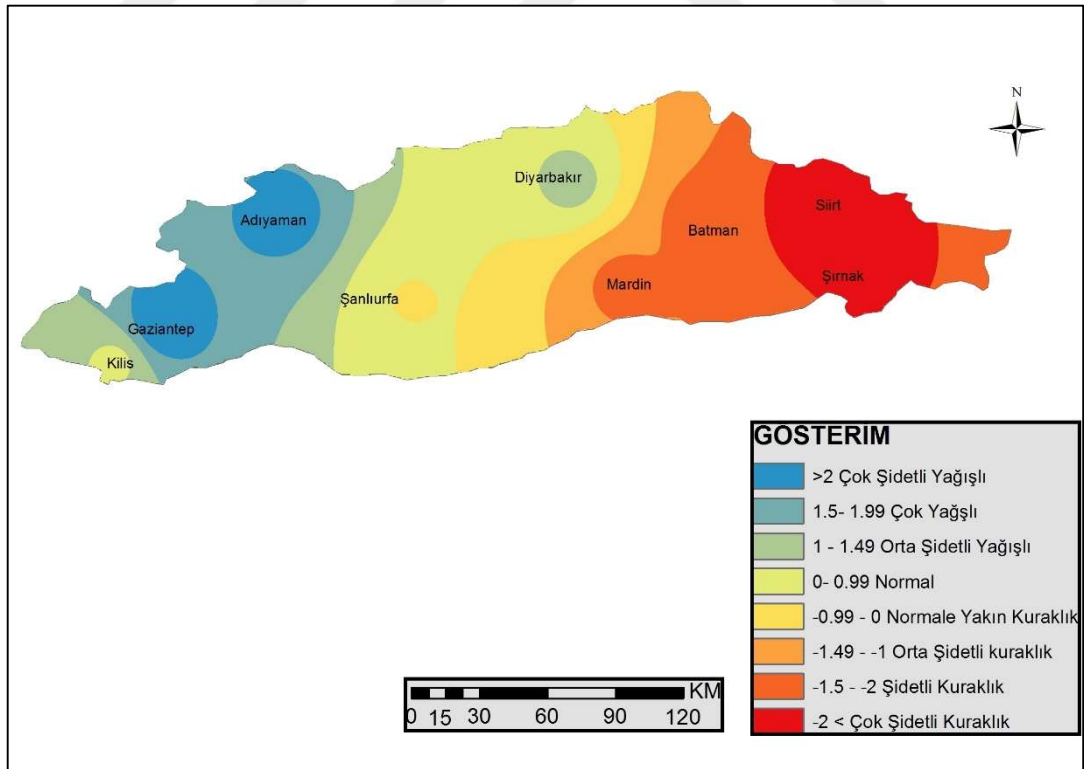 N
Diyarbakır
Siirt
Adıyaman
Batman
Şırnak
Mardin
Şanlıurfa
Gaziantep
Kilis
GOSTERIM
>2 Çok Şidetli Yağışlı
1.5- 1.99 Çok Yağşlı
1 - 1.49 Orta Şidetli Yağışlı
0- 0.99 Normal
-0.99 - 0 Normale Yakın Kuraklık
-1.49 - -1 Orta Şidetli kuraklık
-1.5 - -2 Şidetli Kuraklık
-2 < Çok Şidetli Kuraklık
KM
0 15 30 60 90 120